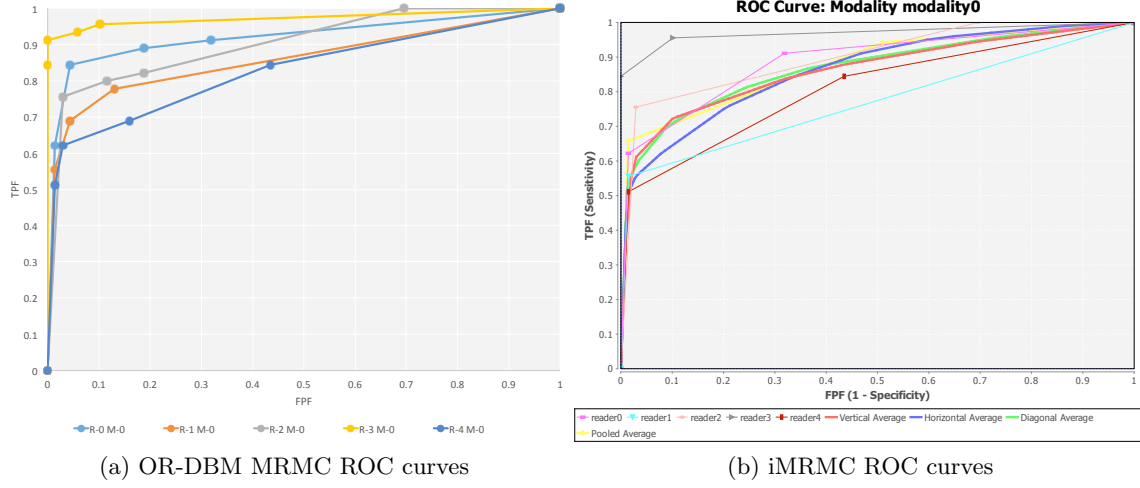 ROC Curve: Modality modality0
1
0.9
0.8
0.7
0.6
0.5
0.4
0.3
0.2
0.1
0
TPF
0 0.1 0.2 0.3 0.4 0.5 0.6 0.7 0.8 0.9 1
FPF
R-0 M-0 R-1 M-0 R-2 M-0 R-3 M-0 R-4 M-0
(a) OR-DBM MRMC ROC curves
1
0.9
0.8
0.7
0.6
0.5
0.4
0.3
0.2
0.1
0
TPF (Sensitivity)
0 0.1 0.2 0.3 0.4 0.5 0.6 0.7 0.8 0.9 1
FPF (1 - Specificity)
reader0 reader1 reader2 reader3 reader4 Vertical Average Horizontal Average Diagonal Average
Pooled Average
(b) iMRMC ROC curves